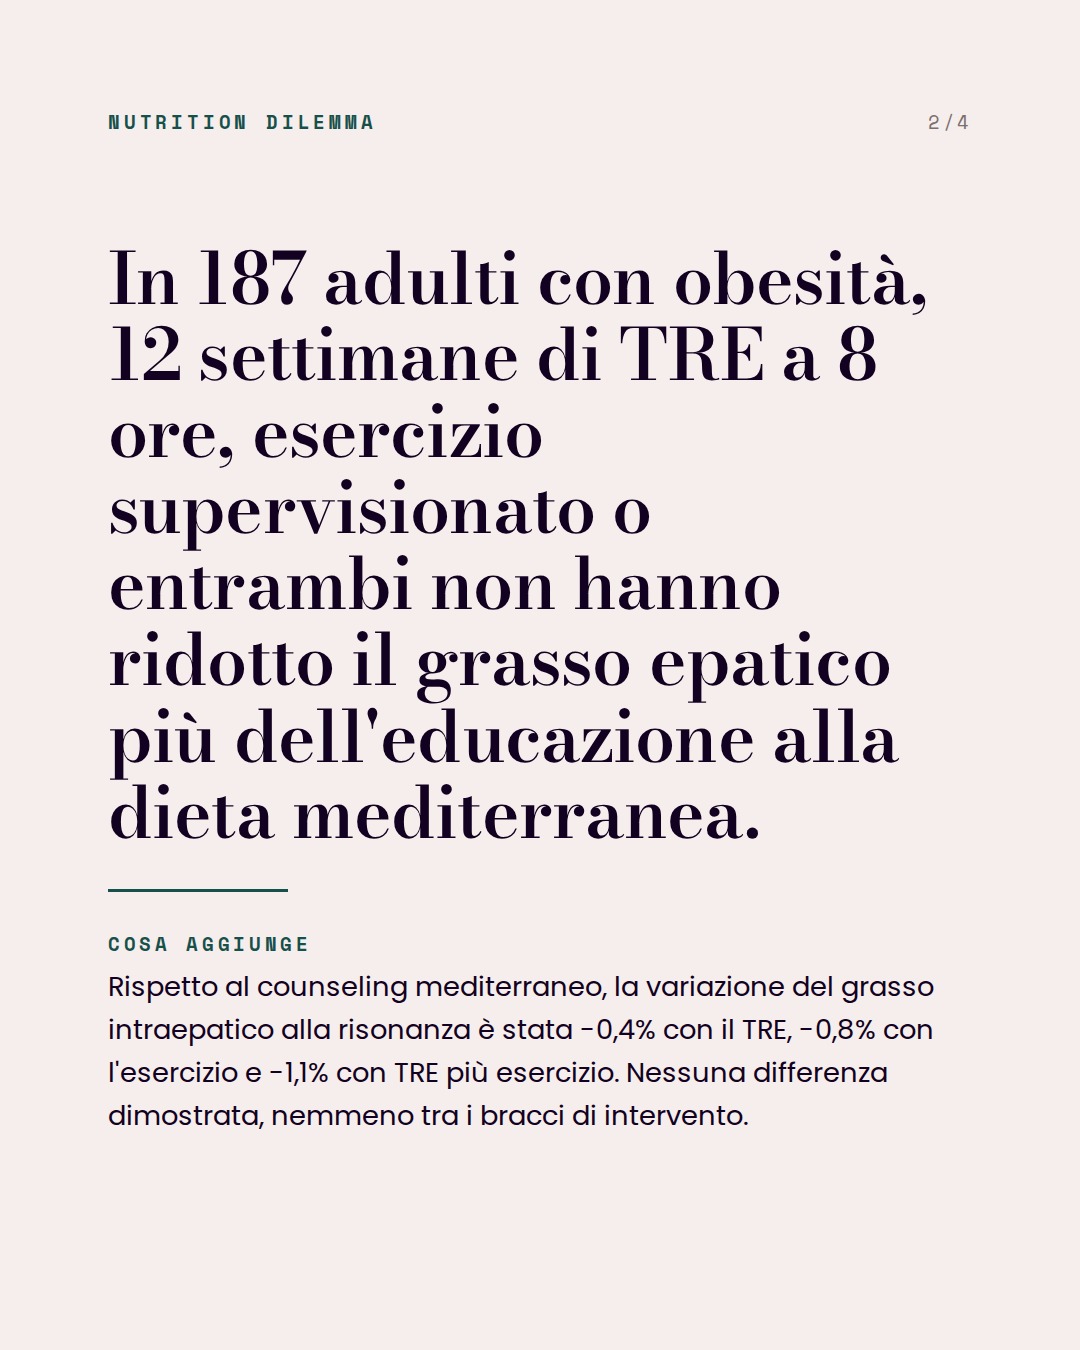 NUTRITION DILEMMA
2/4
In 187 adulti con obesità,
12 settimane di TRE a 8
ore, esercizio
supervisionato o
entrambi non hanno
ridotto il grasso epatico
più dell'educazione alla
dieta mediterranea.
COSA AGGIUNGE
Rispetto al counseling mediterraneo, la variazione del grasso
intraepatico alla risonanza è stata −0,4% con il TRE, −0,8% con
l'esercizio e −1,1% con TRE più esercizio. Nessuna differenza
dimostrata, nemmeno tra i bracci di intervento.